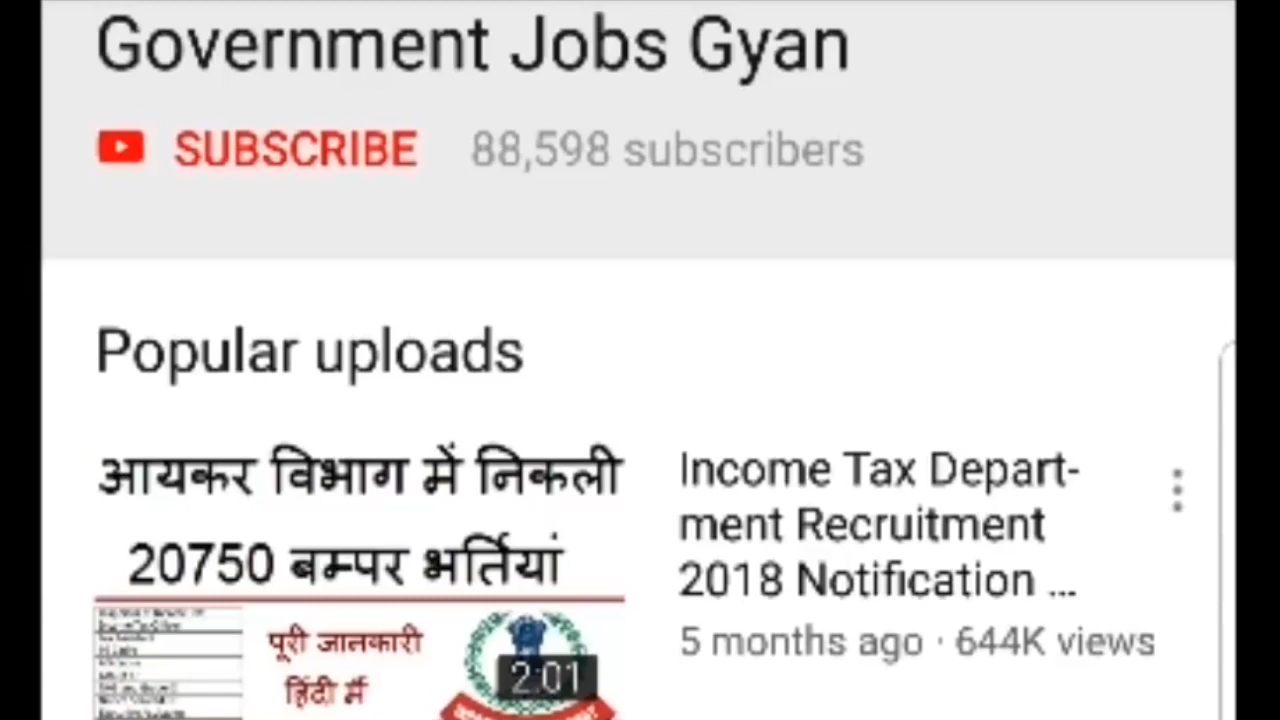 Government Jobs Gyan
SUBSCRIBE 88,598 subscribers
Popular uploads
आयकर विभाग में निकली
20750 बम्पर भर्तियां
पूरी जानकारी
हिंदी में
2:01
Income Tax Depart-
ment Recruitment
2018 Notification ...
5 months ago · 644K views